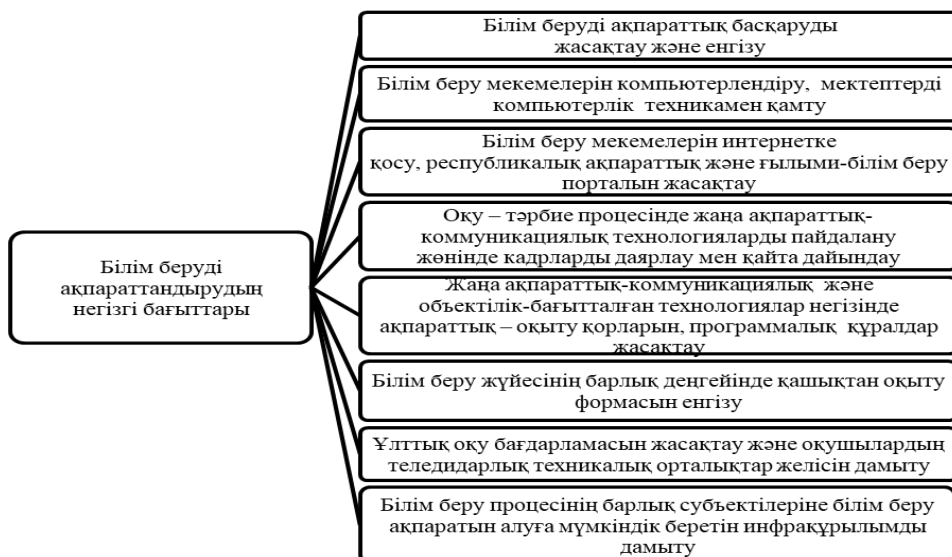 Білім беруді
ақпараттандырудың
негізгі бағыттары
Білім беруді ақпараттық басқаруды
жасақтау және енгізу
Білім беру мекемелерін компьютерлендіру, мектептерді
компьютерлік техникамен қамту
Білім беру мекемелерін интернетке
қосу, республикалық ақпараттық және ғылыми-білім беру
порталын жасақтау
Оқу – тәрбие процесінде жаңа ақпараттық-
коммуникациялық технологияларды пайдалану
жөнінде кадрларды даярлау мен қайта дайындау
Жаңа ақпараттық-коммуникациялық және
объектілік-бағытталған технологиялар негізінде
ақпараттық – оқыту қорларын, программалық құралдар
жасақтау
Білім беру жүйесінің барлық деңгейінде қашықтан оқыту
формасын енгізу
Ұлттық оқу бағдарламасын жасақтау және оқушылардың
теледидарлық техникалық орталықтар желісін дамыту
Білім беру процесінің барлық субъектілеріне білім беру
ақпаратын алуға мүмкіндік беретін инфрақұрылымды
дамыту